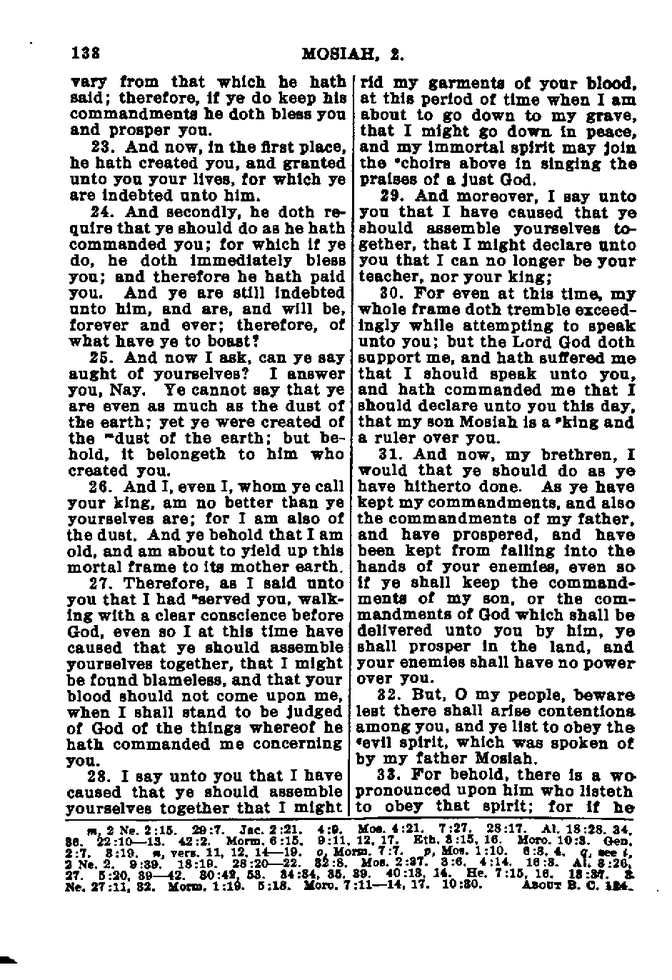 138 MOSIAH, 2.
vary from that which he hath
said; therefore, if ye do keep his
commandments he doth bless you
and prosper you.
23. And now, in the first place,
he hath created you, and granted
unto you your lives, for which ye
are indebted unto him.
24. And secondly, he doth re-
quire that ye should do as he hath
commanded you; for which if ye
do, he doth immediately bless
you; and therefore he hath paid
you. And ye are still indebted
unto him, and are, and will be,
forever and ever; therefore, of
what have ye to boast?
25. And now I ask, can ye say
aught of yourselves? I answer
you, Nay. Ye cannot say that ye
are even as much as the dust of
the earth; yet ye were created of
the ᵐdust of the earth; but be-
hold, it belongeth to him who
created you.
26. And I, even I, whom ye call
your king, am no better than ye
yourselves are; for I am also of
the dust. And ye behold that I am
old, and am about to yield up this
mortal frame to its mother earth.
27. Therefore, as I said unto
you that I had ⁿserved you, walk-
ing with a clear conscience before
God, even so I at this time have
caused that ye should assemble
yourselves together, that I might
be found blameless, and that your
blood should not come upon me,
when I shall stand to be judged
of God of the things whereof he
hath commanded me concerning
you.
28. I say unto you that I have
caused that ye should assemble
yourselves together that I might
rid my garments of your blood,
at this period of time when I am
about to go down to my grave,
that I might go down in peace,
and my immortal spirit may join
the ᵒchoirs above in singing the
praises of a just God.
29. And moreover, I say unto
you that I have caused that ye
should assemble yourselves to-
gether, that I might declare unto
you that I can no longer be your
teacher, nor your king;
30. For even at this time, my
whole frame doth tremble exceed-
ingly while attempting to speak
unto you; but the Lord God doth
support me, and hath suffered me
that I should speak unto you,
and hath commanded me that I
should declare unto you this day,
that my son Mosiah is a ᵖking and
a ruler over you.
31. And now, my brethren, I
would that ye should do as ye
have hitherto done. As ye have
kept my commandments, and also
the commandments of my father,
and have prospered, and have
been kept from falling into the
hands of your enemies, even so
if ye shall keep the command-
ments of my son, or the com-
mandments of God which shall be
delivered unto you by him, ye
shall prosper in the land, and
your enemies shall have no power
over you.
32. But, O my people, beware
lest there shall arise contentions
among you, and ye list to obey the
evil spirit, which was spoken of
by my father Mosiah.
33. For behold, there is a wo
pronounced upon him who listeth
to obey that spirit; for if he
m, 2 Ne. 2:15. 29:7. Jac. 2:21. 4:9. Mos. 4:21. 7:27. 28:17. Al. 18:28, 34,
36. 22:10—13. 42:2. Morm. 6:15. 9:11, 12, 17. Eth. 3:15, 16. Moro. 10:3. Gen.
2:7. 3:19. n, vers. 11, 12, 14—19. o, Morm. 7:7. p, Mos. 1:10. 6:3, 4. q, see i,
2 Ne. 2. 9:39. 18:19. 28:20—22. 32:8. Mos. 2:37. 3:6. 4:14. 16:3. Al. 3:26,
27. 5:20, 39—42. 30:42, 53. 34:34, 35, 39. 40:13, 14. He. 7:15, 16. 13:37. 3
Ne. 27:11, 32. Morm. 1:19. 5:18. Moro. 7:11—14, 17. 10:30. ABOUT B. C. 124.